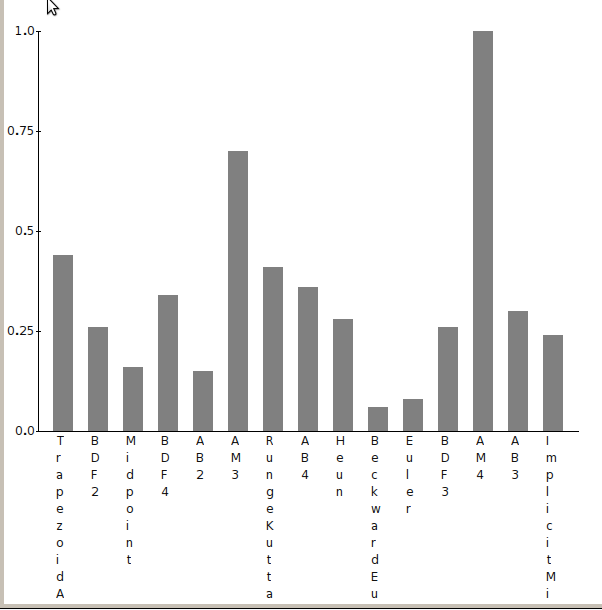 1.0
0.75
0.5
0.25
0.0
TrapezoidA
BDF2
Midpoint
BDF4
AB2
AM3
RungeKutta
AB4
Heun
BeckwardEu
Euler
BDF3
AM4
AB3
ImplicitMi